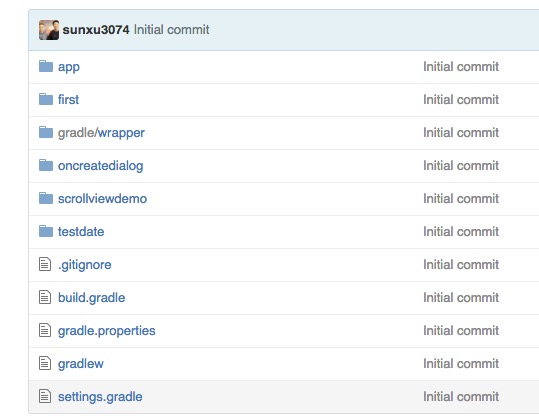 sunxu3074 Initial commit
app Initial commit
first Initial commit
gradle/wrapper Initial commit
oncreatedialog Initial commit
scrollviewdemo Initial commit
testdate Initial commit
.gitignore Initial commit
build.gradle Initial commit
gradle.properties Initial commit
gradlew Initial commit
settings.gradle Initial commit